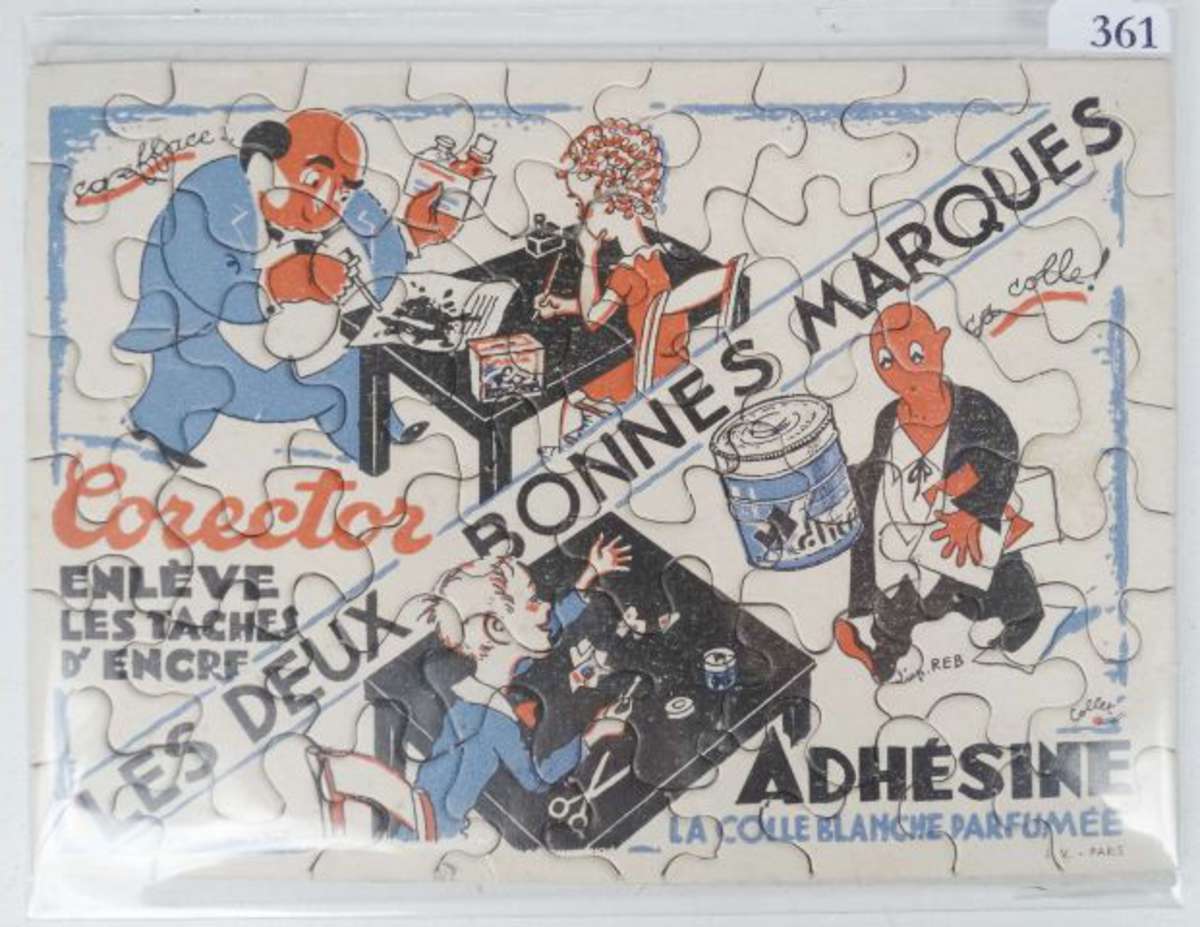 361
ça efface!
LES DEUX BONNES MARQUES
ça colle!
Corector
ENLÈVE
LES TACHES
D'ENCRE
REB
Collet
ADHÉSINE
LA COLLE BLANCHE PARFUMÉE
V. - PARIS